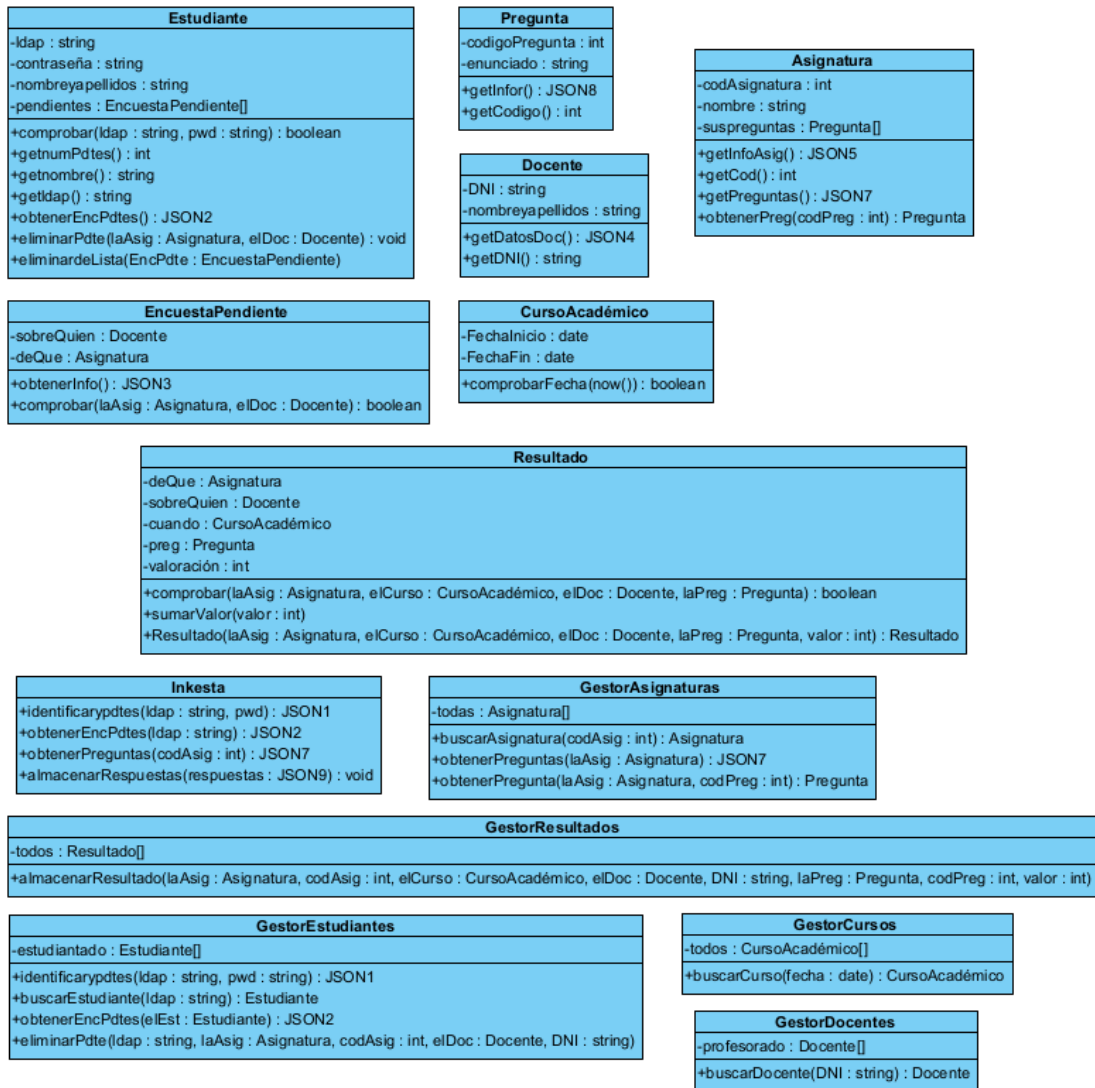 Estudiante
-ldap : string
-contraseña : string
-nombreyapellidos : string
-pendientes : EncuestaPendiente[]
+comprobar(ldap : string, pwd : string) : boolean
+getnumPdtes() : int
+getnombre() : string
+getldap() : string
+obtenerEncPdtes() : JSON2
+eliminarPdte(laAsig : Asignatura, elDoc : Docente) : void
+eliminardeLista(EncPdte : EncuestaPendiente)
Pregunta
-codigoPregunta : int
-enunciado : string
+getInfor() : JSON8
+getCodigo() : int
Asignatura
-codAsignatura : int
-nombre : string
-suspreguntas : Pregunta[]
+getInfoAsig() : JSON5
+getCod() : int
+getPreguntas() : JSON7
+obtenerPreg(codPreg : int) : Pregunta
Docente
-DNI : string
-nombreyapellidos : string
+getDatosDoc() : JSON4
+getDNI() : string
EncuestaPendiente
-sobreQuien : Docente
-deQue : Asignatura
+obtenerInfo() : JSON3
+comprobar(laAsig : Asignatura, elDoc : Docente) : boolean
CursoAcadémico
-FechaInicio : date
-FechaFin : date
+comprobarFecha(now()) : boolean
Resultado
-deQue : Asignatura
-sobreQuien : Docente
-cuando : CursoAcadémico
-preg : Pregunta
-valoración : int
+comprobar(laAsig : Asignatura, elCurso : CursoAcadémico, elDoc : Docente, laPreg : Pregunta) : boolean
+sumarValor(valor : int)
+Resultado(laAsig : Asignatura, elCurso : CursoAcadémico, elDoc : Docente, laPreg : Pregunta, valor : int) : Resultado
Inkesta
+identificarypdtes(ldap : string, pwd) : JSON1
+obtenerEncPdtes(ldap : string) : JSON2
+obtenerPreguntas(codAsig : int) : JSON7
+almacenarRespuestas(respuestas : JSON9) : void
GestorAsignaturas
-todas : Asignatura[]
+buscarAsignatura(codAsig : int) : Asignatura
+obtenerPreguntas(laAsig : Asignatura) : JSON7
+obtenerPregunta(laAsig : Asignatura, codPreg : int) : Pregunta
GestorResultados
-todos : Resultado[]
+almacenarResultado(laAsig : Asignatura, codAsig : int, elCurso : CursoAcadémico, elDoc : Docente, DNI : string, laPreg : Pregunta, codPreg : int, valor : int)
GestorEstudiantes
-estudiantado : Estudiante[]
+identificarypdtes(ldap : string, pwd : string) : JSON1
+buscarEstudiante(ldap : string) : Estudiante
+obtenerEncPdtes(elEst : Estudiante) : JSON2
+eliminarPdte(ldap : string, laAsig : Asignatura, codAsig : int, elDoc : Docente, DNI : string)
GestorCursos
-todos : CursoAcadémico[]
+buscarCurso(fecha : date) : CursoAcadémico
GestorDocentes
-profesorado : Docente[]
+buscarDocente(DNI : string) : Docente